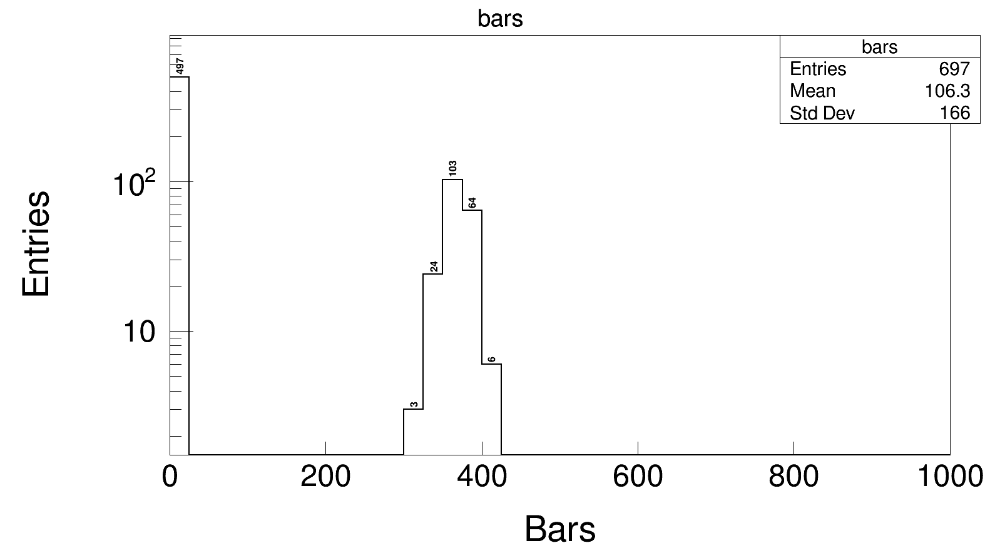 bars
bars
Entries 697
Mean 106.3
Std Dev 166
497
103
64
24
6
3
10²
10
Entries
0 200 400 600 800 1000
Bars